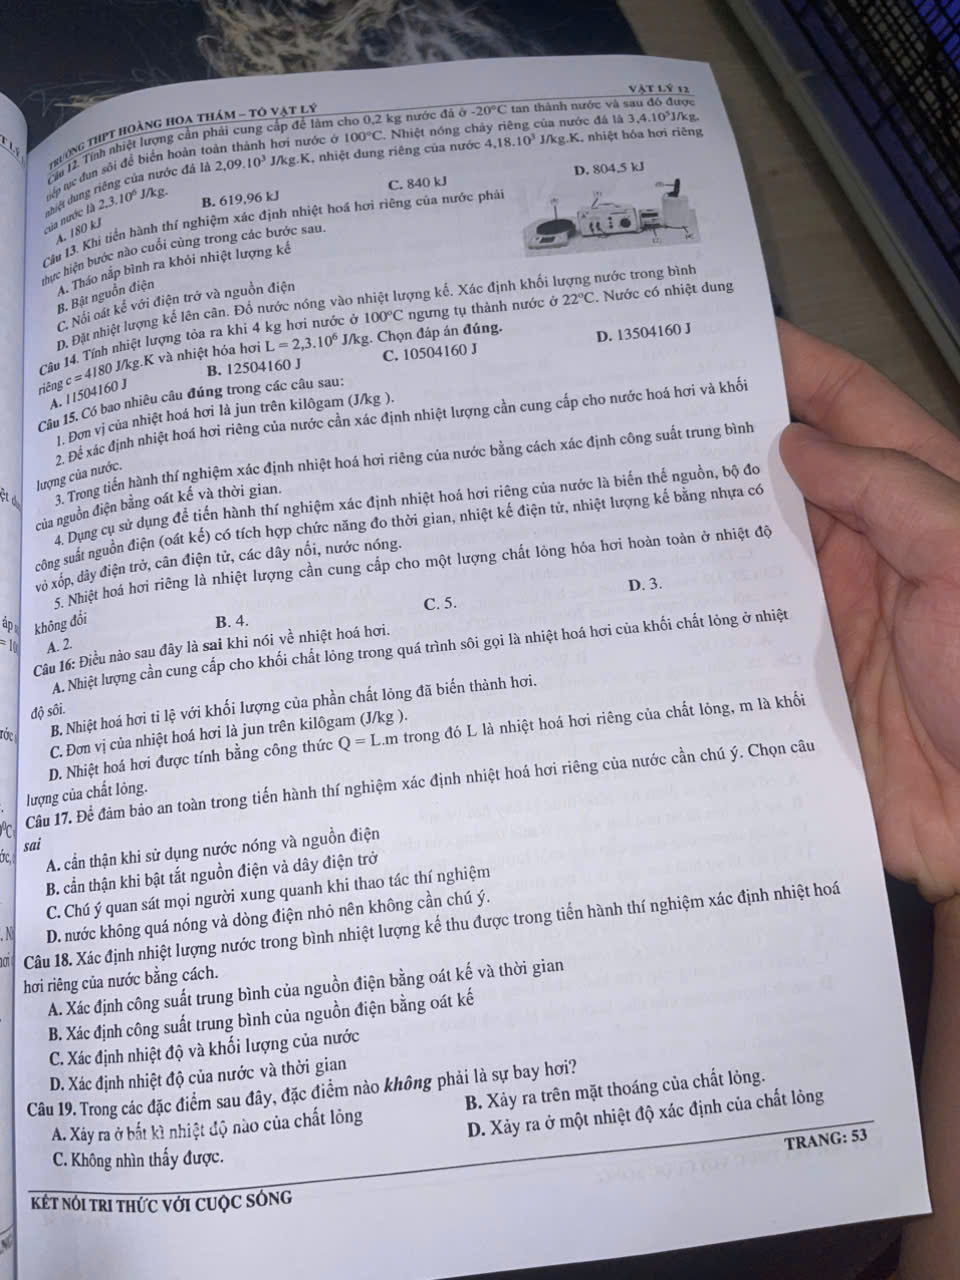 TRƯỜNG THPT HOÀNG HOA THÁM – TỔ VẬT LÝ
VẬT LÝ 12
Câu 12. Tính nhiệt lượng cần phải cung cấp để làm cho 0,2 kg nước đá ở -20°C tan thành nước và sau đó được
tiếp tục đun sôi để biến hoàn toàn thành hơi nước ở 100°C. Nhiệt nóng chảy riêng của nước đá là 3,4.10⁵J/kg,
nhiệt dung riêng của nước đá là 2,09.10³ J/kg.K, nhiệt dung riêng của nước 4,18.10³ J/kg.K, nhiệt hóa hơi riêng
của nước là 2,3.10⁶ J/kg.
A. 180 kJ B. 619,96 kJ C. 840 kJ D. 804,5 kJ
Câu 13. Khi tiến hành thí nghiệm xác định nhiệt hoá hơi riêng của nước phải
thực hiện bước nào cuối cùng trong các bước sau.
A. Tháo nắp bình ra khỏi nhiệt lượng kế
B. Bật nguồn điện
C. Nối oát kế với điện trở và nguồn điện
D. Đặt nhiệt lượng kế lên cân. Đổ nước nóng vào nhiệt lượng kế. Xác định khối lượng nước trong bình
Câu 14. Tính nhiệt lượng tỏa ra khi 4 kg hơi nước ở 100°C ngưng tụ thành nước ở 22°C. Nước có nhiệt dung
riêng c = 4180 J/kg.K và nhiệt hóa hơi L = 2,3.10⁶ J/kg. Chọn đáp án đúng.
A. 11504160 J B. 12504160 J C. 10504160 J D. 13504160 J
Câu 15. Có bao nhiêu câu đúng trong các câu sau:
1. Đơn vị của nhiệt hoá hơi là jun trên kilôgam (J/kg ).
2. Để xác định nhiệt hoá hơi riêng của nước cần xác định nhiệt lượng cần cung cấp cho nước hoá hơi và khối
lượng của nước.
3. Trong tiến hành thí nghiệm xác định nhiệt hoá hơi riêng của nước bằng cách xác định công suất trung bình
của nguồn điện bằng oát kế và thời gian.
4. Dụng cụ sử dụng để tiến hành thí nghiệm xác định nhiệt hoá hơi riêng của nước là biến thế nguồn, bộ đo
công suất nguồn điện (oát kế) có tích hợp chức năng đo thời gian, nhiệt kế điện tử, nhiệt lượng kế bằng nhựa có
vỏ xốp, dây điện trở, cân điện tử, các dây nối, nước nóng.
5. Nhiệt hoá hơi riêng là nhiệt lượng cần cung cấp cho một lượng chất lỏng hóa hơi hoàn toàn ở nhiệt độ
không đổi
A. 2. B. 4. C. 5. D. 3.
Câu 16: Điều nào sau đây là sai khi nói về nhiệt hoá hơi.
A. Nhiệt lượng cần cung cấp cho khối chất lỏng trong quá trình sôi gọi là nhiệt hoá hơi của khối chất lỏng ở nhiệt
độ sôi.
B. Nhiệt hoá hơi tỉ lệ với khối lượng của phần chất lỏng đã biến thành hơi.
C. Đơn vị của nhiệt hoá hơi là jun trên kilôgam (J/kg ).
D. Nhiệt hoá hơi được tính bằng công thức Q = L.m trong đó L là nhiệt hoá hơi riêng của chất lỏng, m là khối
lượng của chất lỏng.
Câu 17. Để đảm bảo an toàn trong tiến hành thí nghiệm xác định nhiệt hoá hơi riêng của nước cần chú ý. Chọn câu
sai
A. cẩn thận khi sử dụng nước nóng và nguồn điện
B. cẩn thận khi bật tắt nguồn điện và dây điện trở
C. Chú ý quan sát mọi người xung quanh khi thao tác thí nghiệm
D. nước không quá nóng và dòng điện nhỏ nên không cần chú ý.
Câu 18. Xác định nhiệt lượng nước trong bình nhiệt lượng kế thu được trong tiến hành thí nghiệm xác định nhiệt hoá
hơi riêng của nước bằng cách.
A. Xác định công suất trung bình của nguồn điện bằng oát kế và thời gian
B. Xác định công suất trung bình của nguồn điện bằng oát kế
C. Xác định nhiệt độ và khối lượng của nước
D. Xác định nhiệt độ của nước và thời gian
Câu 19. Trong các đặc điểm sau đây, đặc điểm nào không phải là sự bay hơi?
A. Xảy ra ở bất kì nhiệt độ nào của chất lỏng B. Xảy ra trên mặt thoáng của chất lỏng.
C. Không nhìn thấy được. D. Xảy ra ở một nhiệt độ xác định của chất lỏng
TRANG: 53
KẾT NỐI TRI THỨC VỚI CUỘC SỐNG